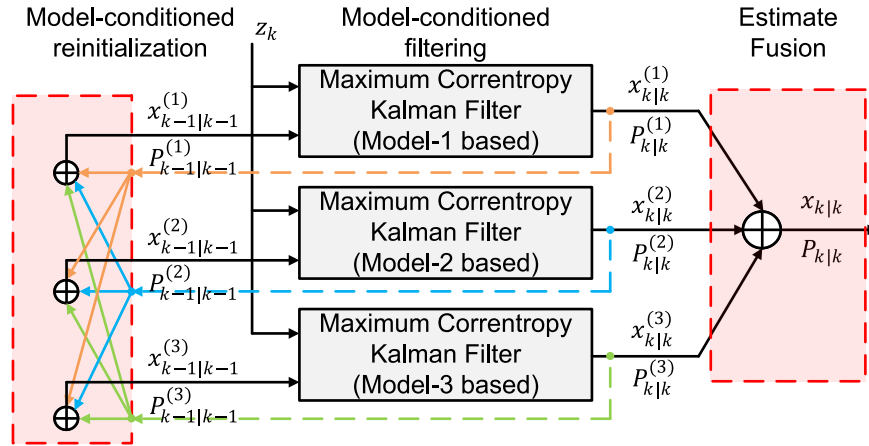 Model-conditioned
reinitialization
z_k
Model-conditioned
filtering
Estimate
Fusion
x_{k-1|k-1}^{(1)}
P_{k-1|k-1}^{(1)}
Maximum Correntropy
Kalman Filter
(Model-1 based)
x_{k|k}^{(1)}
P_{k|k}^{(1)}
x_{k-1|k-1}^{(2)}
P_{k-1|k-1}^{(2)}
Maximum Correntropy
Kalman Filter
(Model-2 based)
x_{k|k}^{(2)}
P_{k|k}^{(2)}
x_{k|k}
P_{k|k}
x_{k-1|k-1}^{(3)}
P_{k-1|k-1}^{(3)}
Maximum Correntropy
Kalman Filter
(Model-3 based)
x_{k|k}^{(3)}
P_{k|k}^{(3)}